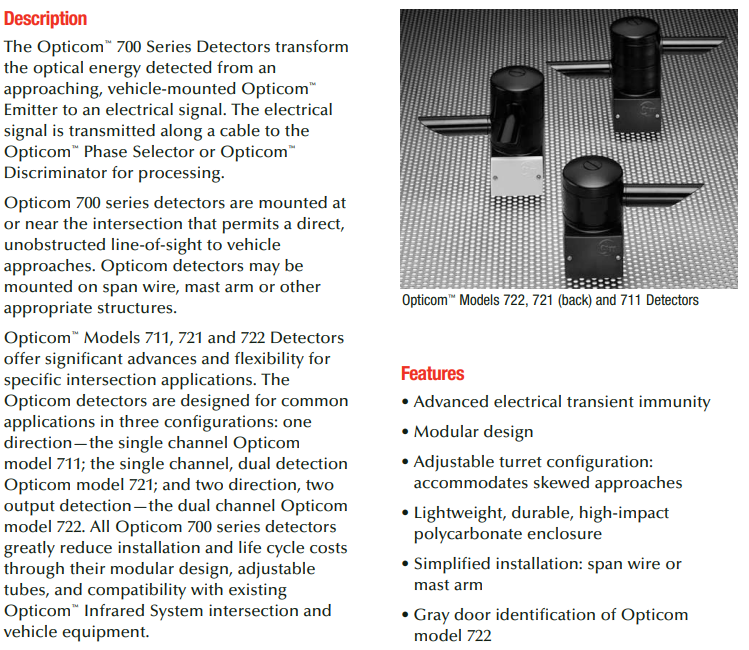 Description
The Opticom™ 700 Series Detectors transform
the optical energy detected from an
approaching, vehicle-mounted Opticom™
Emitter to an electrical signal. The electrical
signal is transmitted along a cable to the
Opticom™ Phase Selector or Opticom™
Discriminator for processing.
Opticom 700 series detectors are mounted at
or near the intersection that permits a direct,
unobstructed line-of-sight to vehicle
approaches. Opticom detectors may be
mounted on span wire, mast arm or other
appropriate structures.
Opticom™ Models 711, 721 and 722 Detectors
offer significant advances and flexibility for
specific intersection applications. The
Opticom detectors are designed for common
applications in three configurations: one
direction—the single channel Opticom
model 711; the single channel, dual detection
Opticom model 721; and two direction, two
output detection—the dual channel Opticom
model 722. All Opticom 700 series detectors
greatly reduce installation and life cycle costs
through their modular design, adjustable
tubes, and compatibility with existing
Opticom™ Infrared System intersection and
vehicle equipment.
Opticom™ Models 722, 721 (back) and 711 Detectors
Features
• Advanced electrical transient immunity
• Modular design
• Adjustable turret configuration:
accommodates skewed approaches
• Lightweight, durable, high-impact
polycarbonate enclosure
• Simplified installation: span wire or
mast arm
• Gray door identification of Opticom
model 722